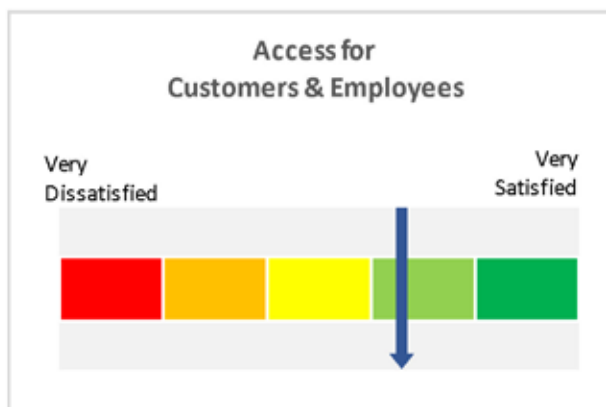 Access for
Customers & Employees
Very
Dissatisfied
Very
Satisfied